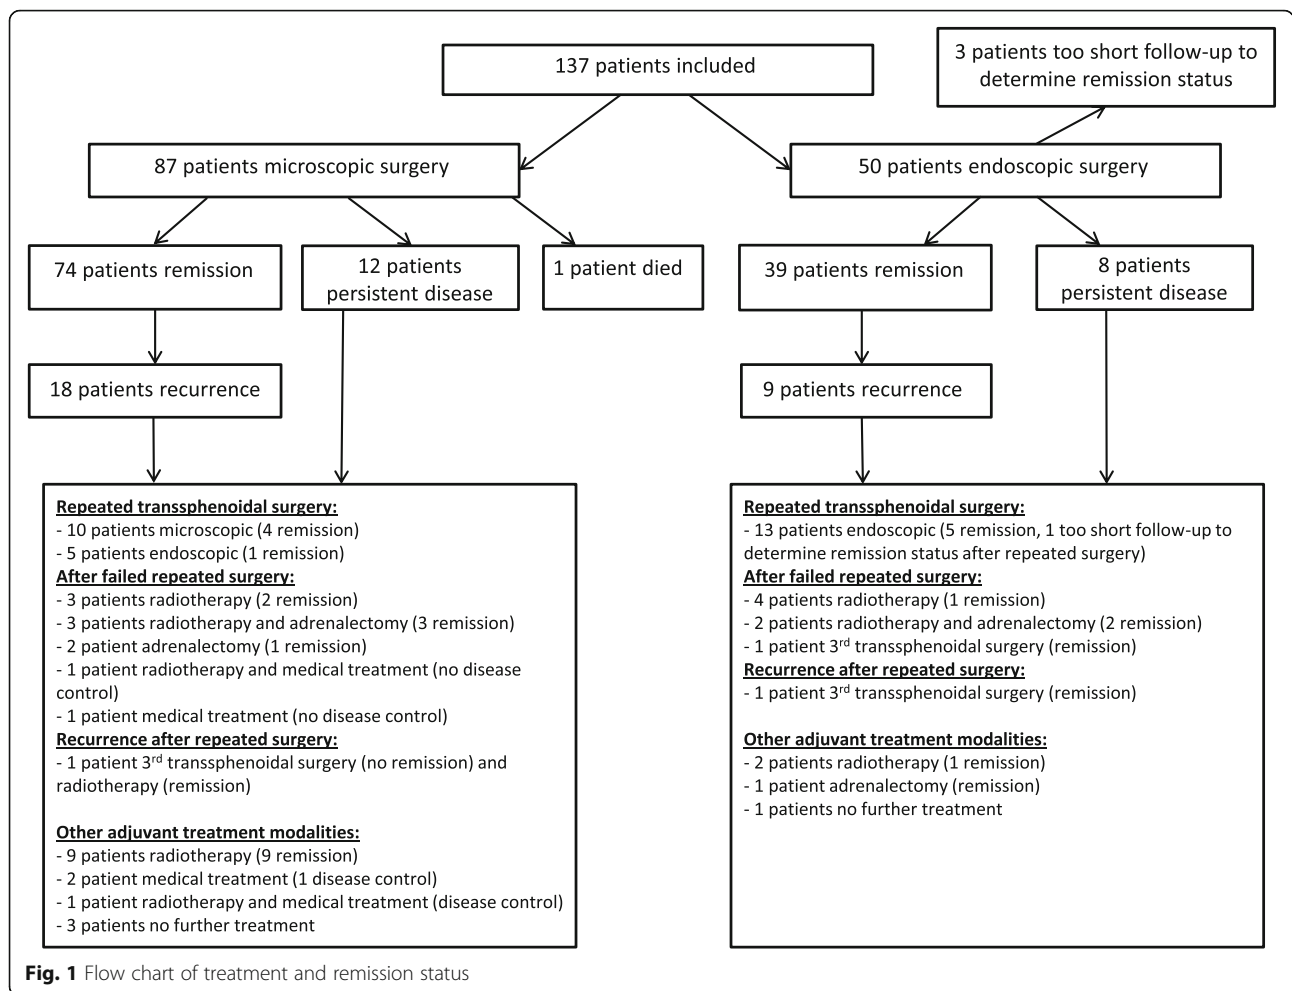 137 patients included
3 patients too short follow-up to
determine remission status
87 patients microscopic surgery
50 patients endoscopic surgery
74 patients remission
12 patients
persistent disease
1 patient died
39 patients remission
8 patients
persistent disease
18 patients recurrence
9 patients recurrence
Repeated transsphenoidal surgery:
- 10 patients microscopic (4 remission)
- 5 patients endoscopic (1 remission)
After failed repeated surgery:
- 3 patients radiotherapy (2 remission)
- 3 patients radiotherapy and adrenalectomy (3 remission)
- 2 patient adrenalectomy (1 remission)
- 1 patient radiotherapy and medical treatment (no disease
control)
- 1 patient medical treatment (no disease control)
Recurrence after repeated surgery:
- 1 patient 3rd transsphenoidal surgery (no remission) and
radiotherapy (remission)
Other adjuvant treatment modalities:
- 9 patients radiotherapy (9 remission)
- 2 patient medical treatment (1 disease control)
- 1 patient radiotherapy and medical treatment (disease control)
- 3 patients no further treatment
Repeated transsphenoidal surgery:
- 13 patients endoscopic (5 remission, 1 too short follow-up to
determine remission status after repeated surgery)
After failed repeated surgery:
- 4 patients radiotherapy (1 remission)
- 2 patients radiotherapy and adrenalectomy (2 remission)
- 1 patient 3rd transsphenoidal surgery (remission)
Recurrence after repeated surgery:
- 1 patient 3rd transsphenoidal surgery (remission)
Other adjuvant treatment modalities:
- 2 patients radiotherapy (1 remission)
- 1 patient adrenalectomy (remission)
- 1 patients no further treatment
Fig. 1 Flow chart of treatment and remission status